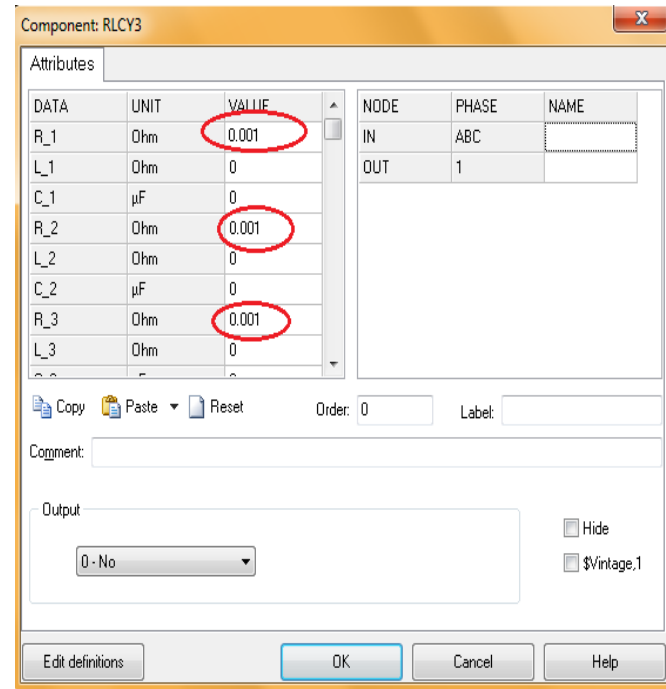 Component: RLCY3
X
Attributes
DATA UNIT VALUE
R_1 Ohm 0.001
L_1 Ohm 0
C_1 µF 0
R_2 Ohm 0.001
L_2 Ohm 0
C_2 µF 0
R_3 Ohm 0.001
L_3 Ohm 0
NODE PHASE NAME
IN ABC
OUT 1
Copy Paste Reset
Order: 0 Label:
Comment:
Output
0 - No
Hide
$Vintage,1
Edit definitions OK Cancel Help